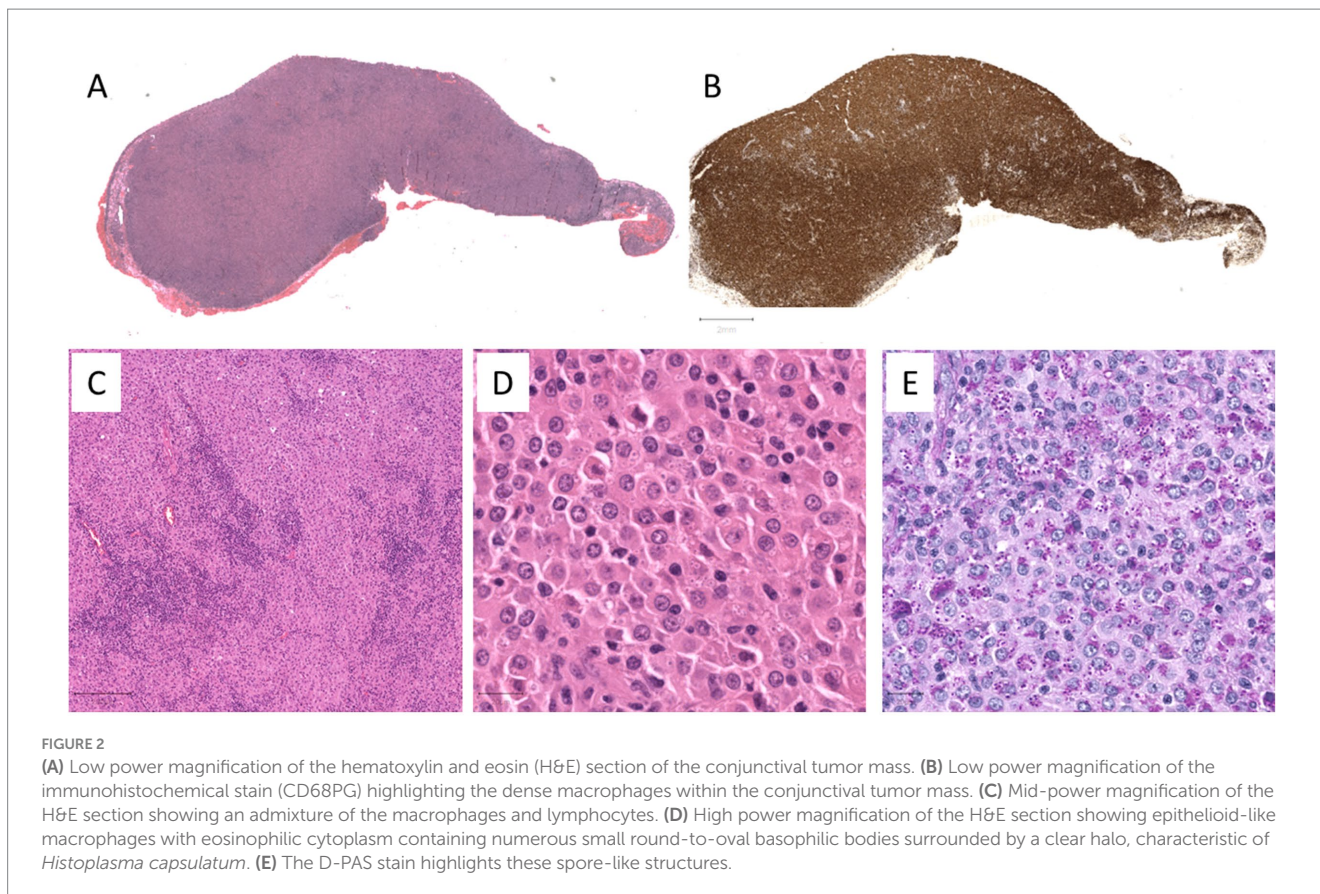 A
B
2mm
C
D
E
FIGURE 2
(A) Low power magnification of the hematoxylin and eosin (H&E) section of the conjunctival tumor mass. (B) Low power magnification of the
immunohistochemical stain (CD68PG) highlighting the dense macrophages within the conjunctival tumor mass. (C) Mid-power magnification of the
H&E section showing an admixture of the macrophages and lymphocytes. (D) High power magnification of the H&E section showing epithelioid-like
macrophages with eosinophilic cytoplasm containing numerous small round-to-oval basophilic bodies surrounded by a clear halo, characteristic of
Histoplasma capsulatum. (E) The D-PAS stain highlights these spore-like structures.